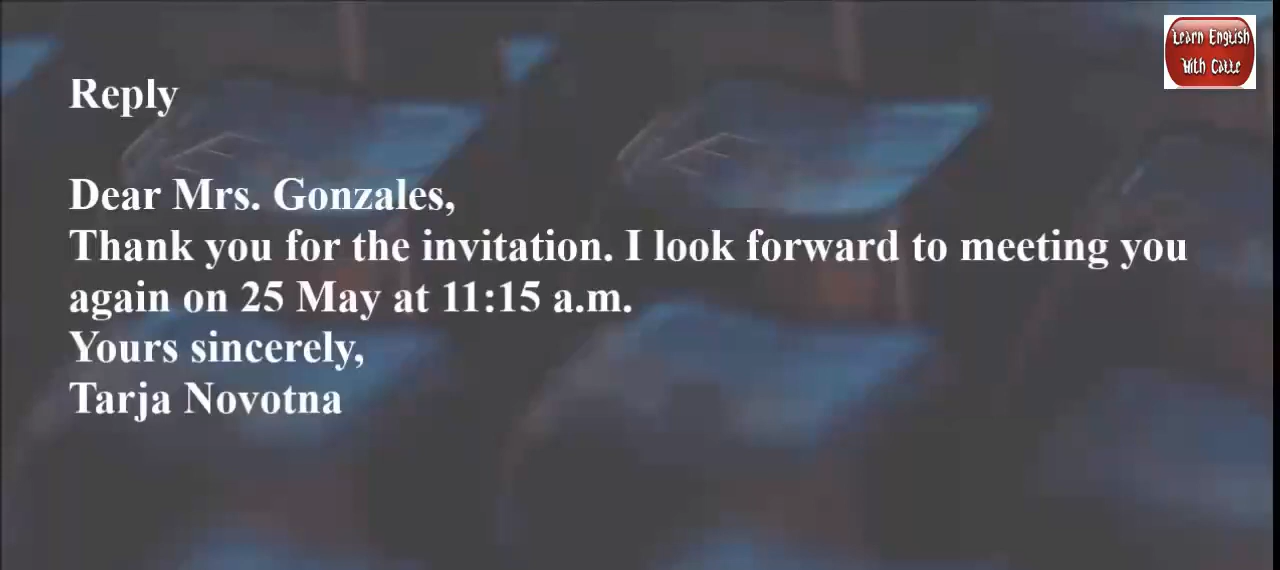 Learn English
With Catte
Reply
Dear Mrs. Gonzales,
Thank you for the invitation. I look forward to meeting you
again on 25 May at 11:15 a.m.
Yours sincerely,
Tarja Novotna